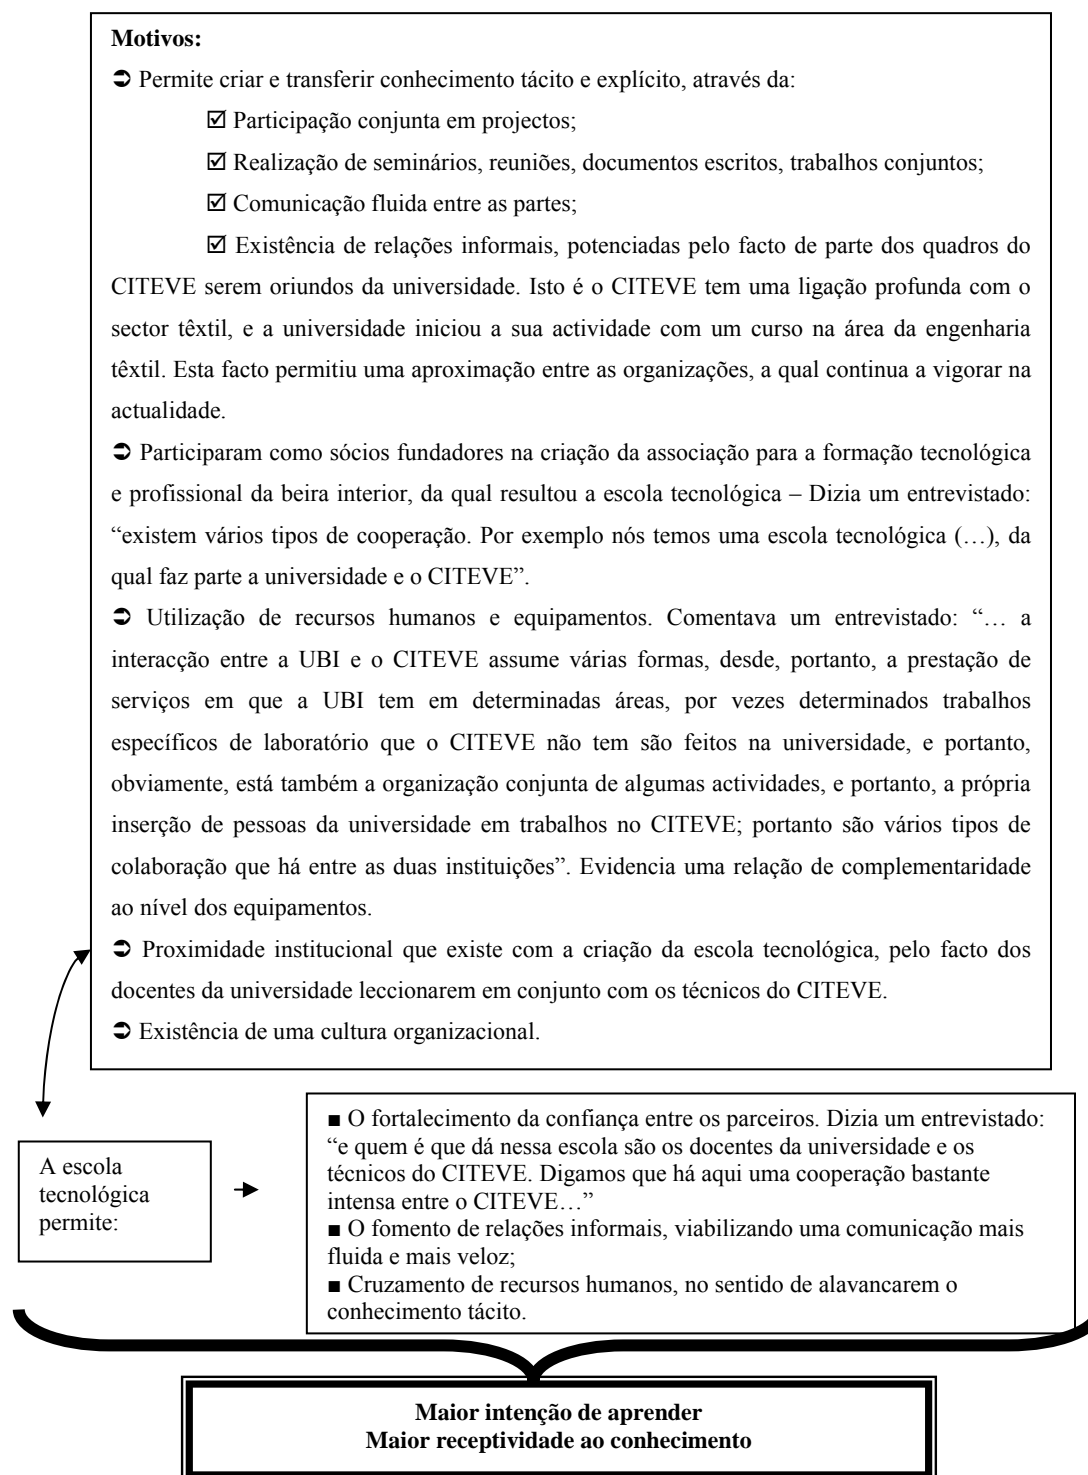 Motivos:
➲ Permite criar e transferir conhecimento tácito e explícito, através da:
☑ Participação conjunta em projectos;
☑ Realização de seminários, reuniões, documentos escritos, trabalhos conjuntos;
☑ Comunicação fluida entre as partes;
☑ Existência de relações informais, potenciadas pelo facto de parte dos quadros do
CITEVE serem oriundos da universidade. Isto é o CITEVE tem uma ligação profunda com o
sector têxtil, e a universidade iniciou a sua actividade com um curso na área da engenharia
têxtil. Esta facto permitiu uma aproximação entre as organizações, a qual continua a vigorar na
actualidade.
➲ Participaram como sócios fundadores na criação da associação para a formação tecnológica
e profissional da beira interior, da qual resultou a escola tecnológica – Dizia um entrevistado:
“existem vários tipos de cooperação. Por exemplo nós temos uma escola tecnológica (…), da
qual faz parte a universidade e o CITEVE”.
➲ Utilização de recursos humanos e equipamentos. Comentava um entrevistado: “… a
interacção entre a UBI e o CITEVE assume várias formas, desde, portanto, a prestação de
serviços em que a UBI tem em determinadas áreas, por vezes determinados trabalhos
específicos de laboratório que o CITEVE não tem são feitos na universidade, e portanto,
obviamente, está também a organização conjunta de algumas actividades, e portanto, a própria
inserção de pessoas da universidade em trabalhos no CITEVE; portanto são vários tipos de
colaboração que há entre as duas instituições”. Evidencia uma relação de complementaridade
ao nível dos equipamentos.
➲ Proximidade institucional que existe com a criação da escola tecnológica, pelo facto dos
docentes da universidade leccionarem em conjunto com os técnicos do CITEVE.
➲ Existência de uma cultura organizacional.
A escola
tecnológica
permite:
■ O fortalecimento da confiança entre os parceiros. Dizia um entrevistado:
“e quem é que dá nessa escola são os docentes da universidade e os
técnicos do CITEVE. Digamos que há aqui uma cooperação bastante
intensa entre o CITEVE…”
■ O fomento de relações informais, viabilizando uma comunicação mais
fluida e mais veloz;
■ Cruzamento de recursos humanos, no sentido de alavancarem o
conhecimento tácito.
Maior intenção de aprender
Maior receptividade ao conhecimento